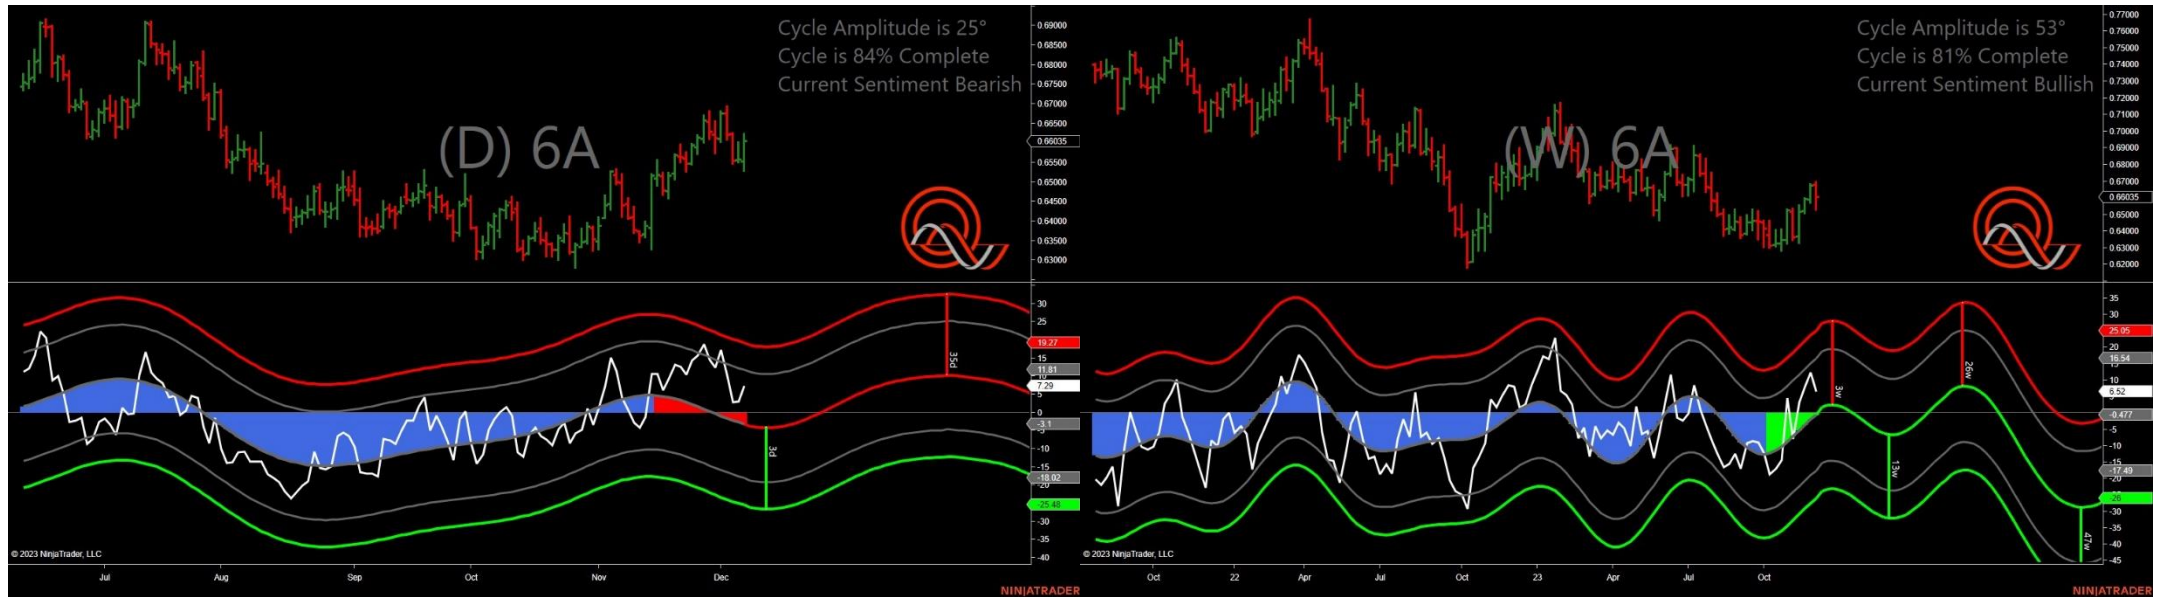 Cycle Amplitude is 25°
Cycle is 84% Complete
Current Sentiment Bearish
(D) 6A
0.69000
0.68500
0.68000
0.67500
0.67000
0.66500
0.66035
0.65500
0.65000
0.64500
0.64000
0.63500
0.63000
30
25
19.27
15
11.81
10
7.29
5
0
-3.1
-5
-10
-15
-18.02
-20
-25.48
-30
-35
-40
35d
3d
© 2023 NinjaTrader, LLC
Jul
Aug
Sep
Oct
Nov
Dec
NINJATRADER
Cycle Amplitude is 53°
Cycle is 81% Complete
Current Sentiment Bullish
(W) 6A
0.77000
0.76000
0.75000
0.74000
0.73000
0.72000
0.71000
0.70000
0.69000
0.68000
0.67000
0.66035
0.65000
0.64000
0.63000
0.62000
35
30
25.05
20
16.54
10
6.52
5
-0.477
-5
-10
-15
-17.49
-26
-30
-35
-40
-45
3w
13w
26w
47w
© 2023 NinjaTrader, LLC
Oct
22
Apr
Jul
Oct
23
Apr
Jul
Oct
NINJATRADER